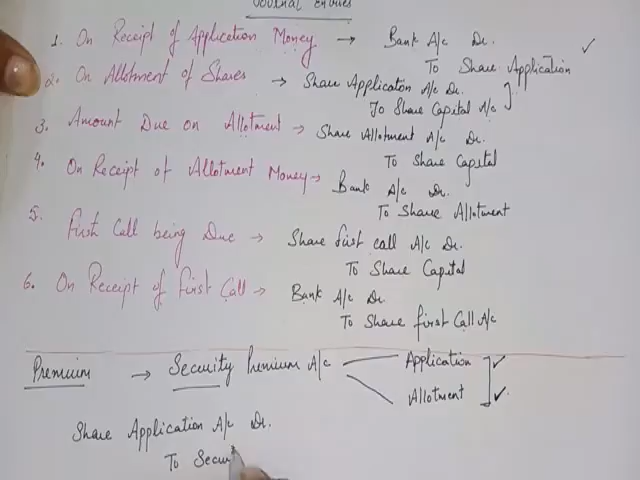 Journal Entries
1. On Receipt of Application Money → Bank A/c Dr.
To Share Application
2. On Allotment of Shares → Share Application A/c Dr.
To Share Capital A/c
3. Amount Due on Allotment → Share Allotment A/c Dr.
To Share Capital
4. On Receipt of Allotment Money → Bank A/c Dr.
To Share Allotment
5. First Call being Due → Share first call A/c Dr.
To Share Capital
6. On Receipt of First Call → Bank A/c Dr.
To Share First Call A/c
Premium → Security Premium A/c
Application ✓
Allotment ✓
Share Application A/c Dr.
To Secu